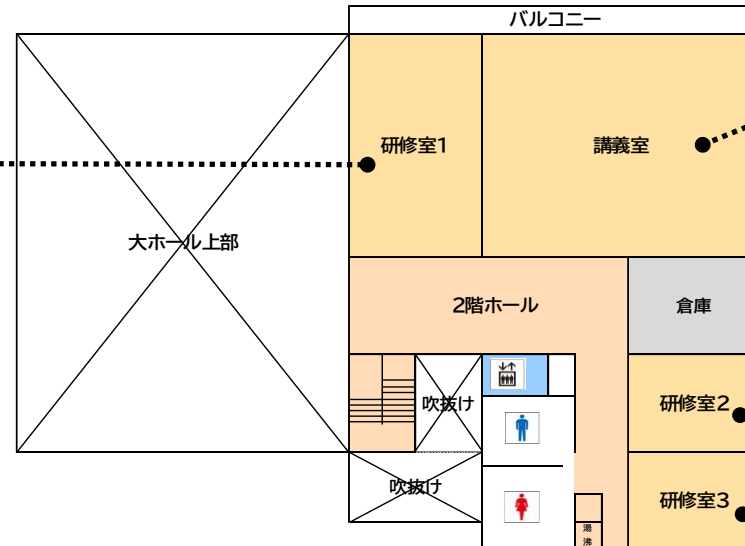 バルコニー
研修室1
講義室
大ホール上部
2階ホール
倉庫
吹抜け
研修室2
吹抜け
研修室3
湯
沸